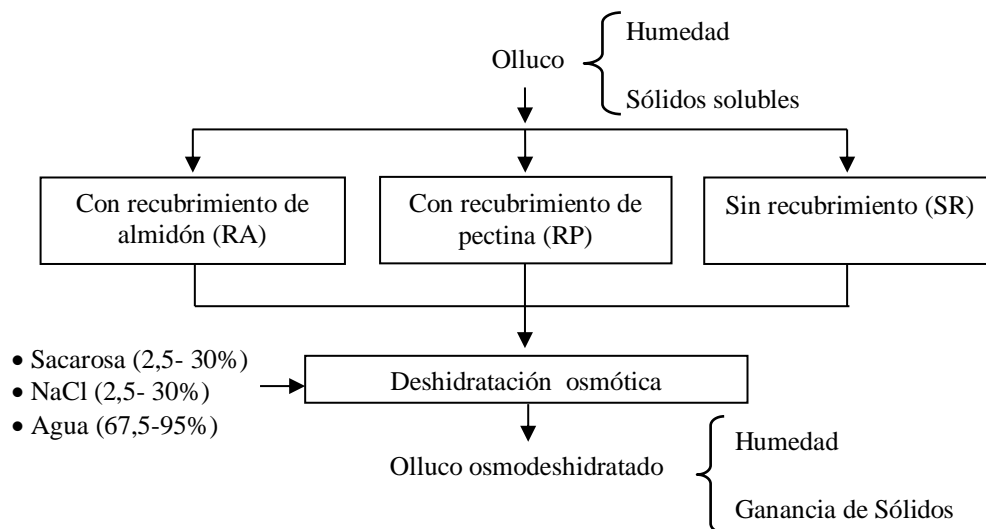 Humedad
Olluco
Sólidos solubles
Con recubrimiento de
almidón (RA)
Con recubrimiento de
pectina (RP)
Sin recubrimiento (SR)
• Sacarosa (2,5- 30%)
• NaCl (2,5- 30%)
• Agua (67,5-95%)
Deshidratación osmótica
Humedad
Olluco osmodeshidratado
Ganancia de Sólidos